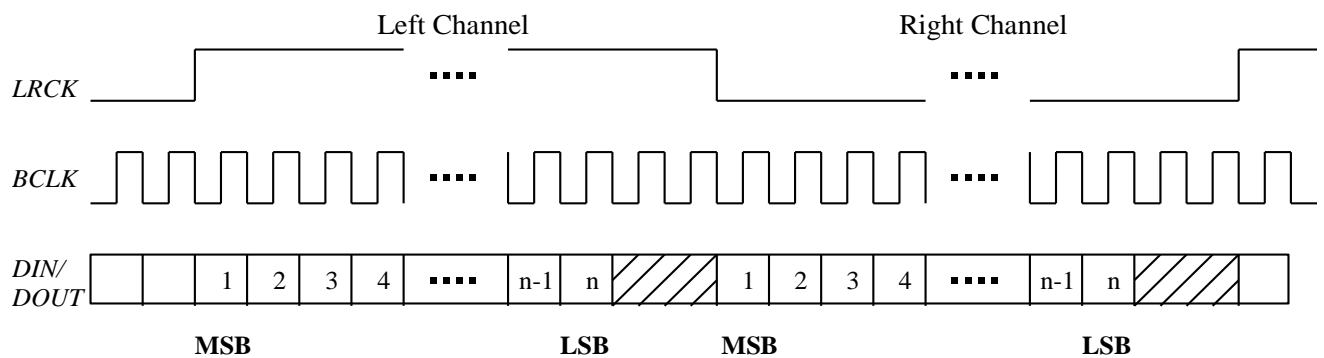 Left Channel Right Channel
LRCK
BCLK
DIN/
DOUT
1 2 3 4 n-1 n 1 2 3 4 n-1 n
MSB LSB MSB LSB